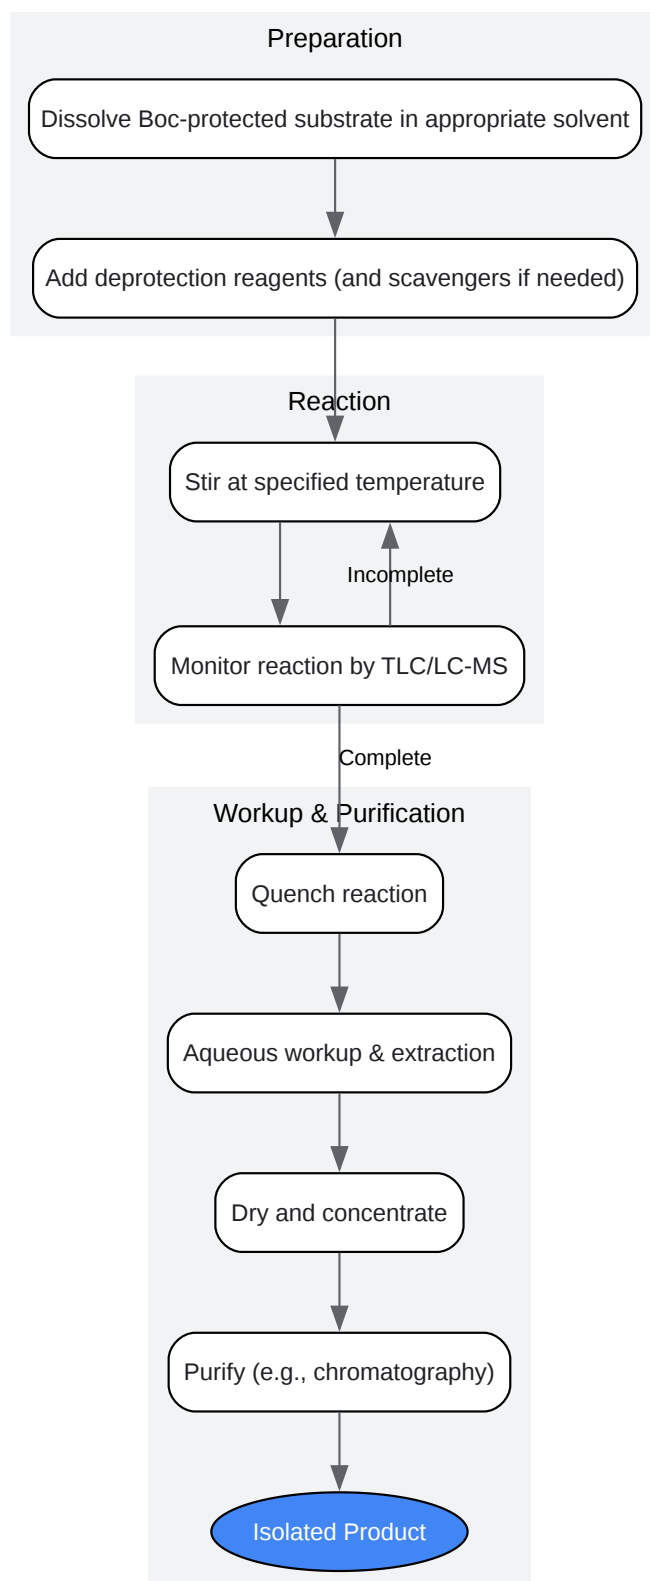 Preparation
Dissolve Boc-protected substrate in appropriate solvent
Add deprotection reagents (and scavengers if needed)
Reaction
Stir at specified temperature
Incomplete
Monitor reaction by TLC/LC-MS
Complete
Workup & Purification
Quench reaction
Aqueous workup & extraction
Dry and concentrate
Purify (e.g., chromatography)
Isolated Product